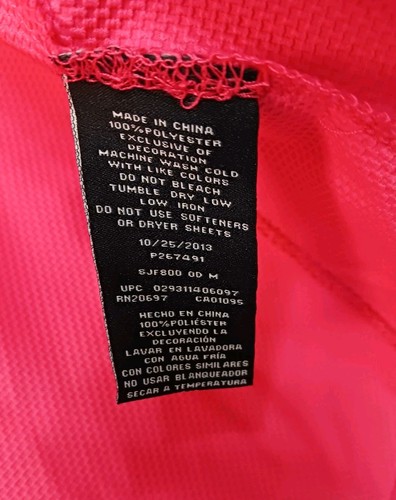 MADE IN CHINA
100%POLYESTER
EXCLUSIVE OF
DECORATION
MACHINE WASH COLD
WITH LIKE COLORS
DO NOT BLEACH
TUMBLE DRY LOW
LOW IRON
DO NOT USE SOFTENERS
OR DRYER SHEETS
10/25/2013
P267491
SJF800 0D M
UPC 029311406097
RN20697 CA01095
HECHO EN CHINA
100%POLIÉSTER
EXCLUYENDO LA
DECORACIÓN
LAVAR EN LAVADORA
CON AGUA FRÍA
CON COLORES SIMILARES
NO USAR BLANQUEADOR
SECAR A TEMPERATURA